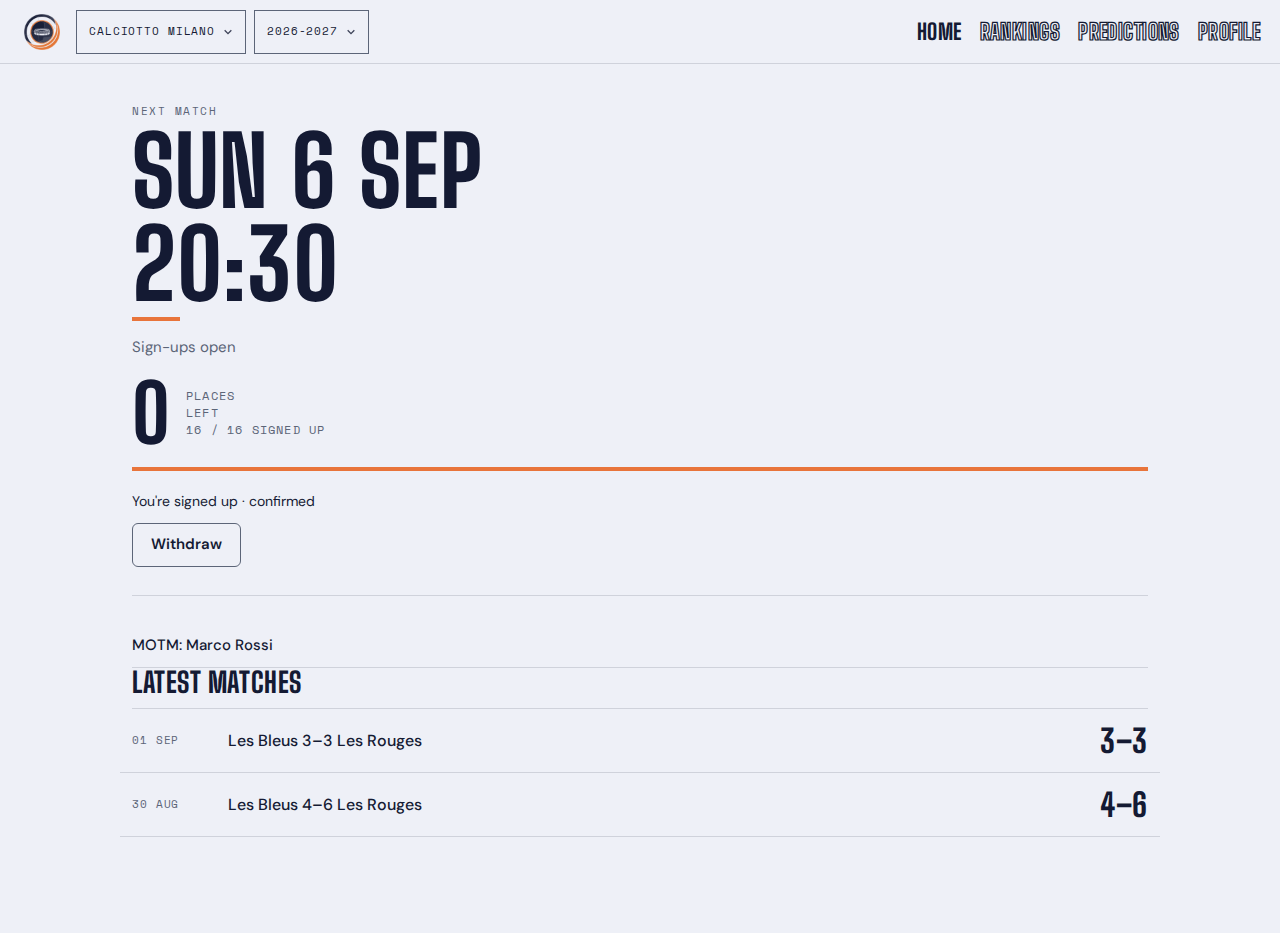 CALCIOTTO MILANO
2026-2027
HOME
RANKINGS
PREDICTIONS
PROFILE
NEXT MATCH
SUN 6 SEP
20:30
Sign-ups open
0
PLACES
LEFT
16 / 16 SIGNED UP
You're signed up · confirmed
Withdraw
MOTM: Marco Rossi
LATEST MATCHES
01 SEP
Les Bleus 3–3 Les Rouges
3–3
30 AUG
Les Bleus 4–6 Les Rouges
4–6